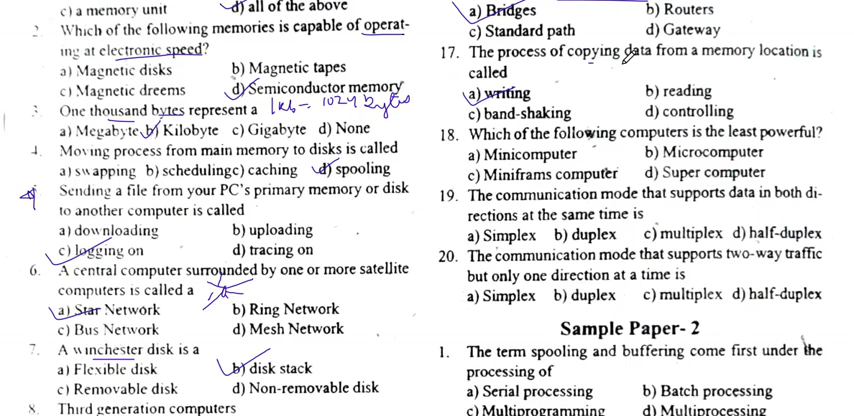 c) a memory unit d) all of the above
2. Which of the following memories is capable of operat-
ing at electronic speed?
a) Magnetic disks b) Magnetic tapes
c) Magnetic dreems d) Semiconductor memory
3. One thousand bytes represent a 1 kb = 1024 bytes
a) Megabyte b) Kilobyte c) Gigabyte d) None
4. Moving process from main memory to disks is called
a) swapping b) schedulingc) caching d) spooling
Sending a file from your PC's primary memory or disk
to another computer is called
a) downloading b) uploading
c) logging on d) tracing on
6. A central computer surrounded by one or more satellite
computers is called a
a) Star Network b) Ring Network
c) Bus Network d) Mesh Network
7. A winchester disk is a
a) Flexible disk b) disk stack
c) Removable disk d) Non-removable disk
8. Third generation computers
a) Bridges b) Routers
c) Standard path d) Gateway
17. The process of copying data from a memory location is
called
a) writing b) reading
c) band-shaking d) controlling
18. Which of the following computers is the least powerful?
a) Minicomputer b) Microcomputer
c) Miniframs computer d) Super computer
19. The communication mode that supports data in both di-
rections at the same time is
a) Simplex b) duplex c) multiplex d) half-duplex
20. The communication mode that supports two-way traffic
but only one direction at a time is
a) Simplex b) duplex c) multiplex d) half-duplex
Sample Paper- 2
1. The term spooling and buffering come first under the
processing of
a) Serial processing b) Batch processing
c) Multiprogramming d) Multiprocessing